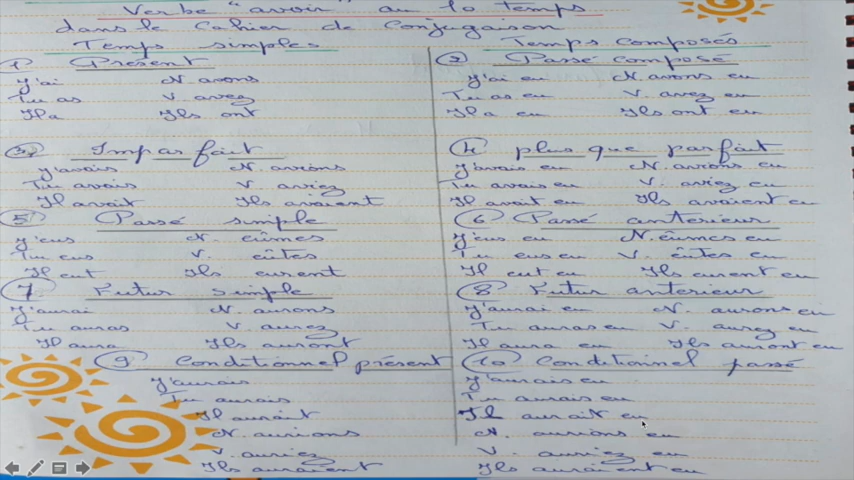 Verbe "avoir au 10 temps
dans le Cahier de Conjugaison
Temps simples
1 Présent
J'ai N. avons
Tu as V. avez
Il a Ils ont
3 Imparfait
J'avais N. avions
Tu avais V. aviez
Il avait Ils avaient
5 Passé simple
J'eus N. eûmes
Tu eus V. eûtes
Il eut Ils eurent
7 Futur simple
J'aurai N. aurons
Tu auras V. aurez
Il aura Ils auront
9 Conditionnel présent
J'aurais
Tu aurais
Il aurait
N. aurions
V. auriez
Ils auraient
Temps composés
2 Passé composé
J'ai eu N. avons eu
Tu as eu V. avez eu
Il a eu Ils ont eu
4 plus que parfait
J'avais eu N. avions eu
Tu avais eu V. aviez eu
Il avait eu Ils avaient eu
6 Passé antérieur
J'eus eu N. eûmes eu
Tu eus eu V. eûtes eu
Il eut eu Ils eurent eu
8 Futur antérieur
J'aurai eu N. aurons eu
Tu auras eu V. aurez eu
Il aura eu Ils auront eu
10 Conditionnel passé
J'aurais eu
Tu aurais eu
Il aurait eu
N. aurions eu
V. auriez eu
Ils auraient eu